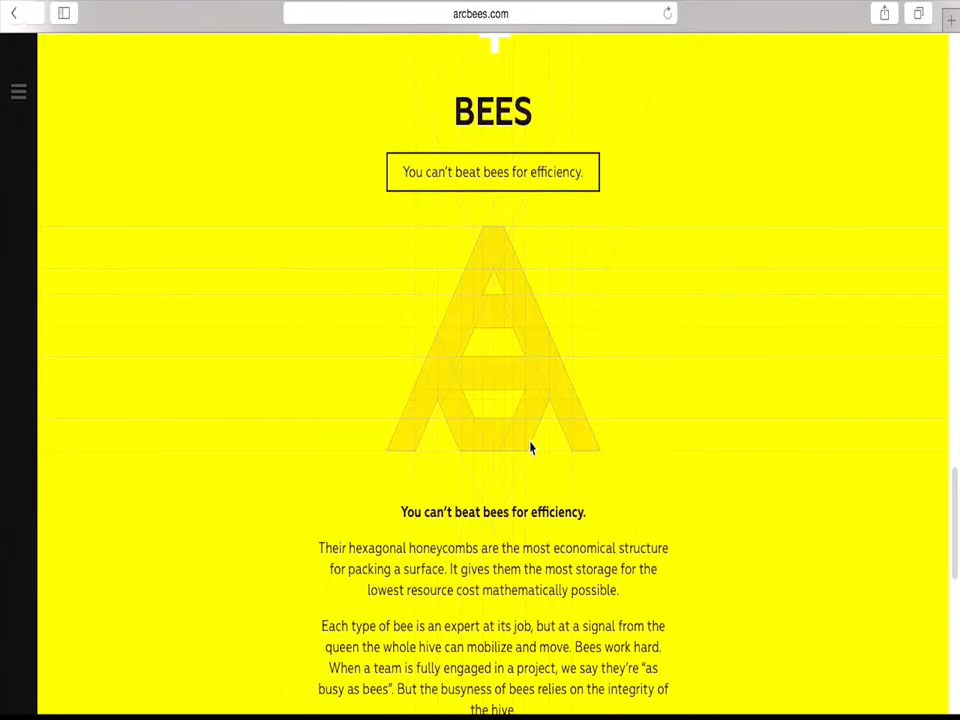 arcbees.com
BEES
You can't beat bees for efficiency.
You can't beat bees for efficiency.
Their hexagonal honeycombs are the most economical structure
for packing a surface. It gives them the most storage for the
lowest resource cost mathematically possible.
Each type of bee is an expert at its job, but at a signal from the
queen the whole hive can mobilize and move. Bees work hard.
When a team is fully engaged in a project, we say they're “as
busy as bees”. But the busyness of bees relies on the integrity of
the hive.